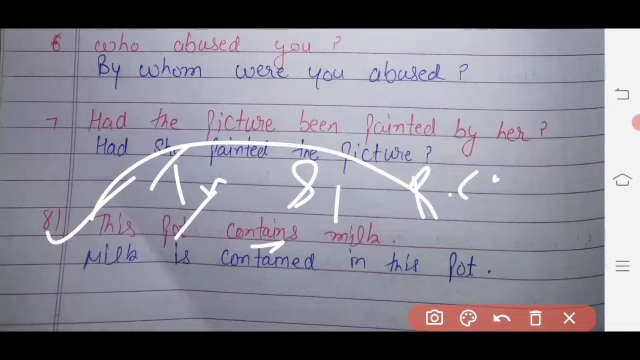 6 Who abused you ?
By whom were you abused ?
7 Had the Picture been Painted by her ?
Had she painted the Picture ?
8) This Pot contains milk.
Milk is contained in this Pot.